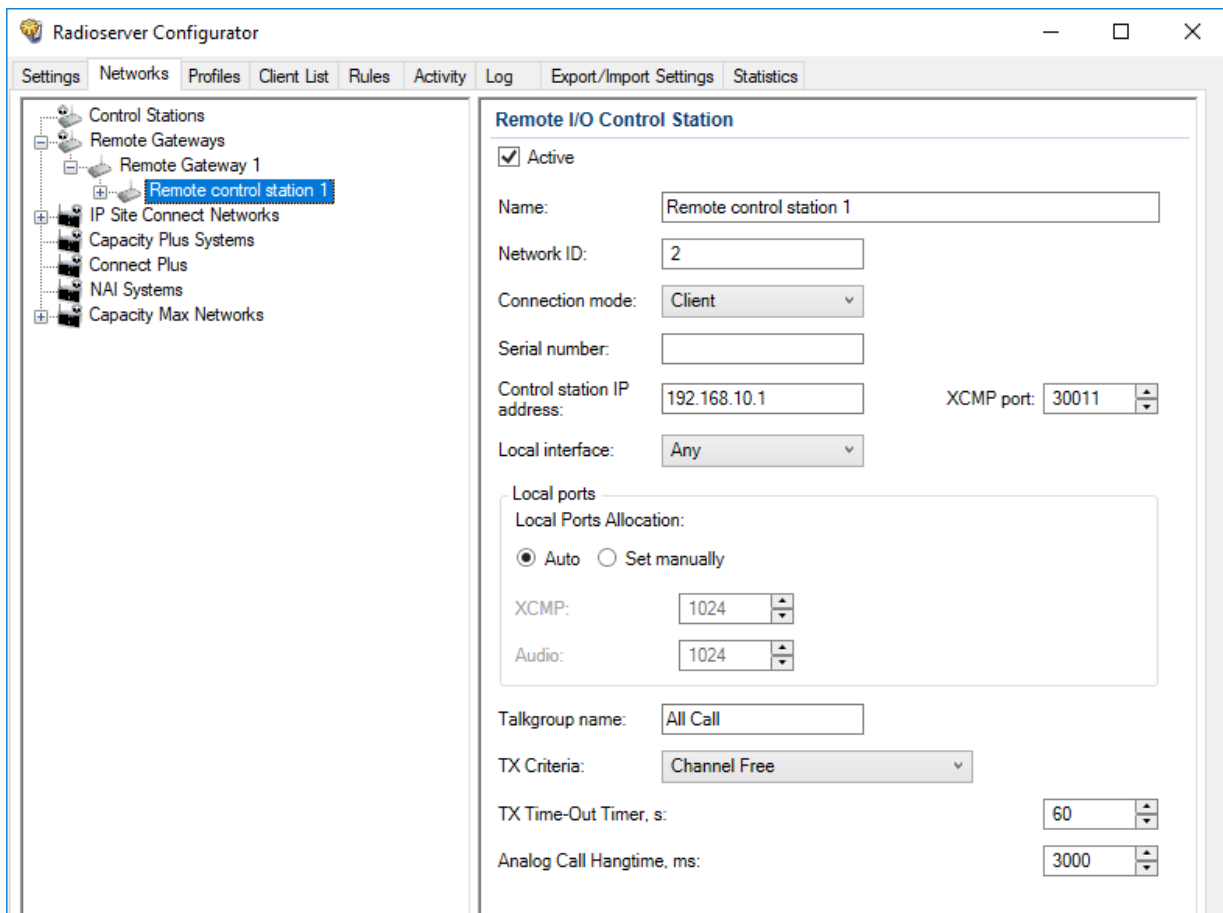 Radioserver Configurator
Settings Networks Profiles Client List Rules Activity Log Export/Import Settings Statistics
Control Stations
Remote Gateways
Remote Gateway 1
Remote control station 1
IP Site Connect Networks
Capacity Plus Systems
Connect Plus
NAI Systems
Capacity Max Networks
Remote I/O Control Station
Active
Name: Remote control station 1
Network ID: 2
Connection mode: Client
Serial number:
Control station IP address: 192.168.10.1 XCMP port: 30011
Local interface: Any
Local ports
Local Ports Allocation:
Auto Set manually
XCMP: 1024
Audio: 1024
Talkgroup name: All Call
TX Criteria: Channel Free
TX Time-Out Timer, s: 60
Analog Call Hangtime, ms: 3000